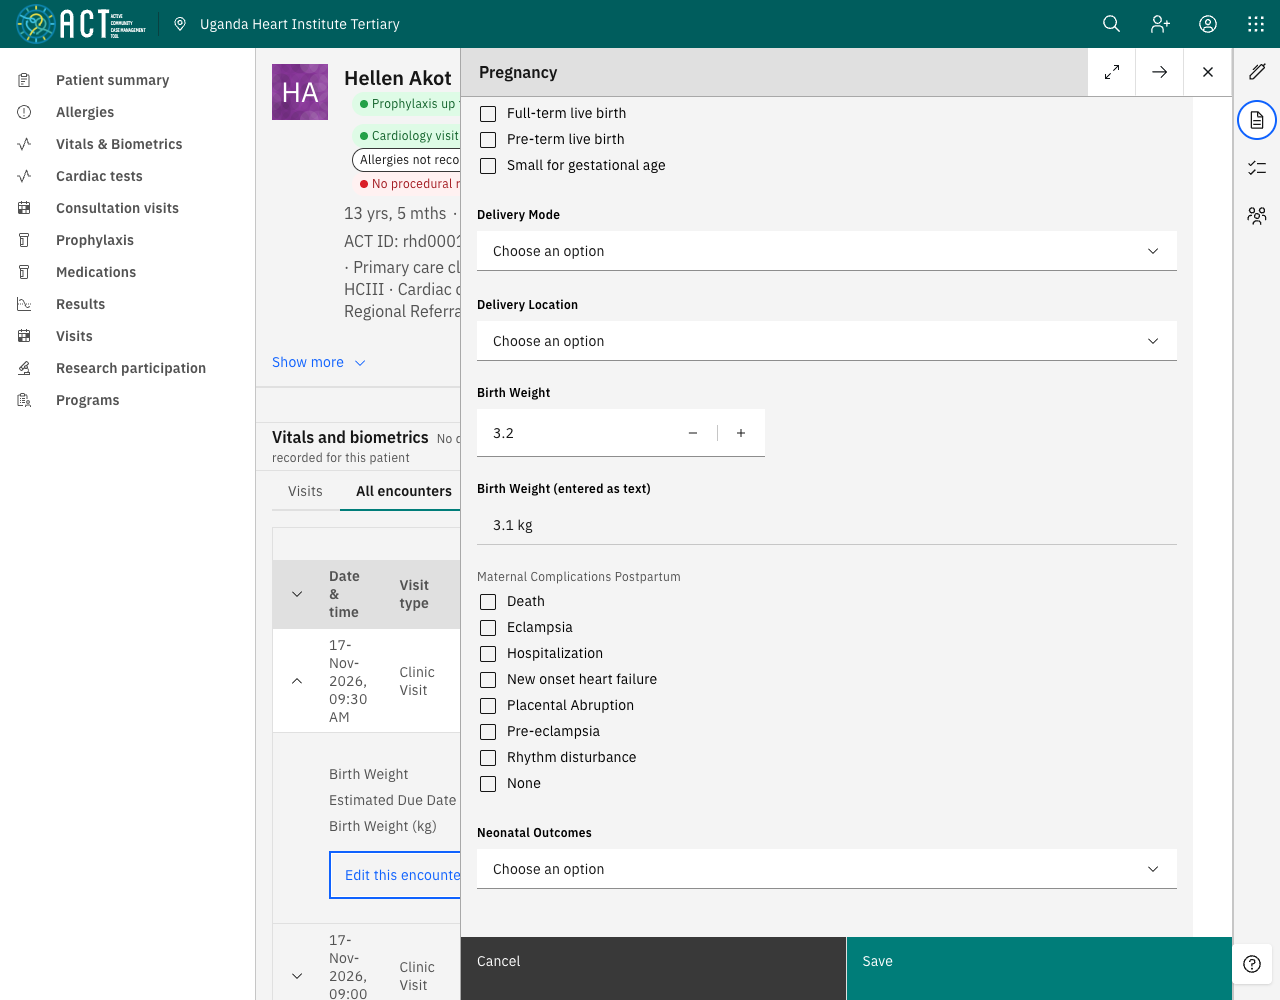 ACT ACTIVE COMMUNITY CASE MANAGEMENT TOOL
Uganda Heart Institute Tertiary
Patient summary
Allergies
Vitals & Biometrics
Cardiac tests
Consultation visits
Prophylaxis
Medications
Results
Visits
Research participation
Programs
HA
Hellen Akot
Prophylaxis up
Cardiology visit
Allergies not reco
No procedural
13 yrs, 5 mths ·
ACT ID: rhd0001
· Primary care cl
HCIII · Cardiac
Regional Referra
Show more
Vitals and biometrics No
recorded for this patient
Visits
All encounters
Date & time
Visit type
17-Nov-2026, 09:30 AM
Clinic Visit
Birth Weight
Estimated Due Date
Birth Weight (kg)
Edit this encounte
17-Nov-2026, 09:00
Clinic Visit
Pregnancy
Full-term live birth
Pre-term live birth
Small for gestational age
Delivery Mode
Choose an option
Delivery Location
Choose an option
Birth Weight
3.2
Birth Weight (entered as text)
3.1 kg
Maternal Complications Postpartum
Death
Eclampsia
Hospitalization
New onset heart failure
Placental Abruption
Pre-eclampsia
Rhythm disturbance
None
Neonatal Outcomes
Choose an option
Cancel
Save